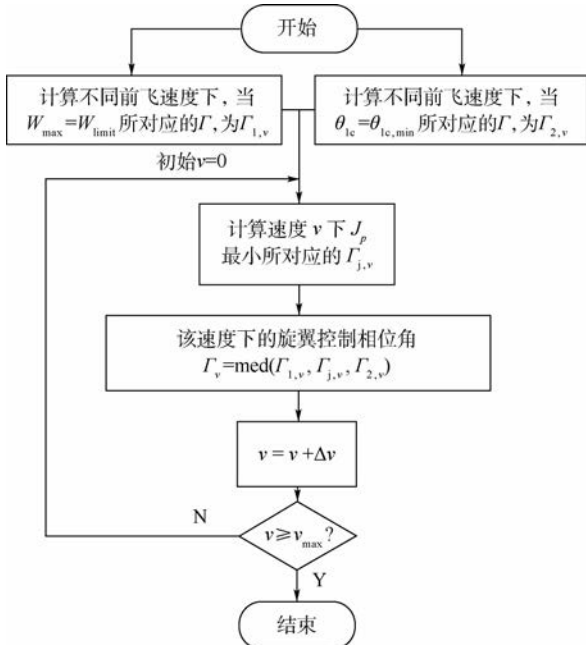 开始
计算不同前飞速度下, 当
W_max=W_limit 所对应的Γ, 为Γ_1,v
计算不同前飞速度下, 当
θ_1c=θ_1c,min 所对应的Γ, 为Γ_2,v
初始v=0
计算速度 v 下 J_p
最小所对应的 Γ_j,v
该速度下的旋翼控制相位角
Γ_v=med(Γ_1,v, Γ_j,v, Γ_2,v)
v = v +Δv
N
v≥v_max?
Y
结束